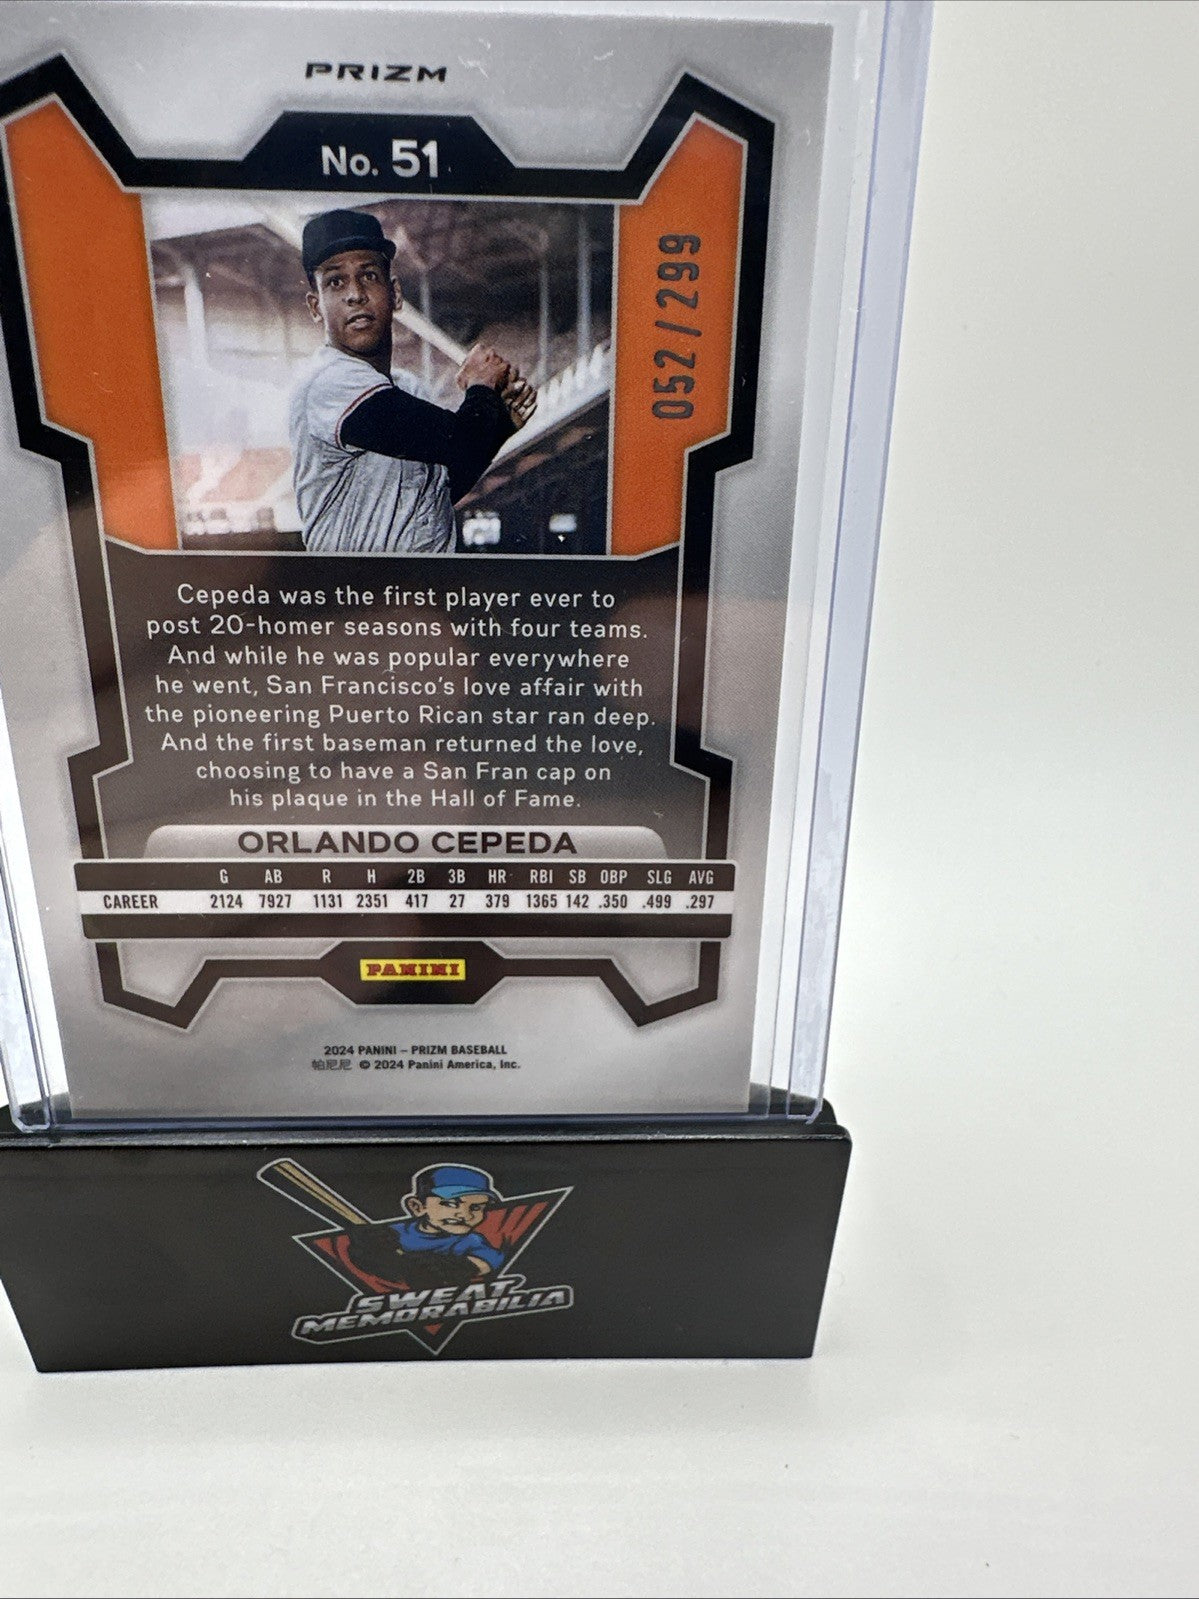 PRIZM
No. 51
052/299
Cepeda was the first player ever to
post 20-homer seasons with four teams.
And while he was popular everywhere
he went, San Francisco's love affair with
the pioneering Puerto Rican star ran deep.
And the first baseman returned the love,
choosing to have a San Fran cap on
his plaque in the Hall of Fame.
ORLANDO CEPEDA
G AB R H 2B 3B HR RBI SB OBP SLG AVG
CAREER 2124 7927 1131 2351 417 27 379 1365 142 .350 .499 .297
PANINI
2024 PANINI – PRIZM BASEBALL
帕尼尼 © 2024 Panini America, Inc.
SWEAT
MEMORABILIA